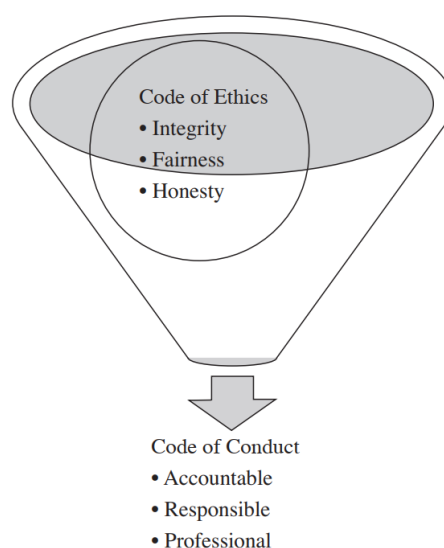 Code of Ethics
• Integrity
• Fairness
• Honesty
Code of Conduct
• Accountable
• Responsible
• Professional